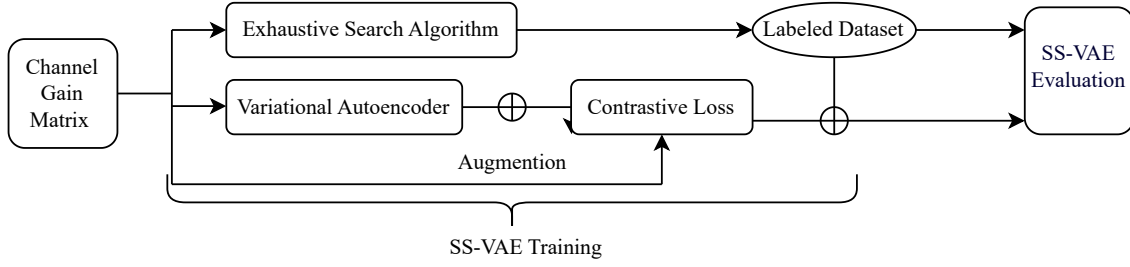 Exhaustive Search Algorithm
Labeled Dataset
Channel
Gain
Matrix
SS-VAE
Evaluation
Variational Autoencoder
Contrastive Loss
Augmention
SS-VAE Training